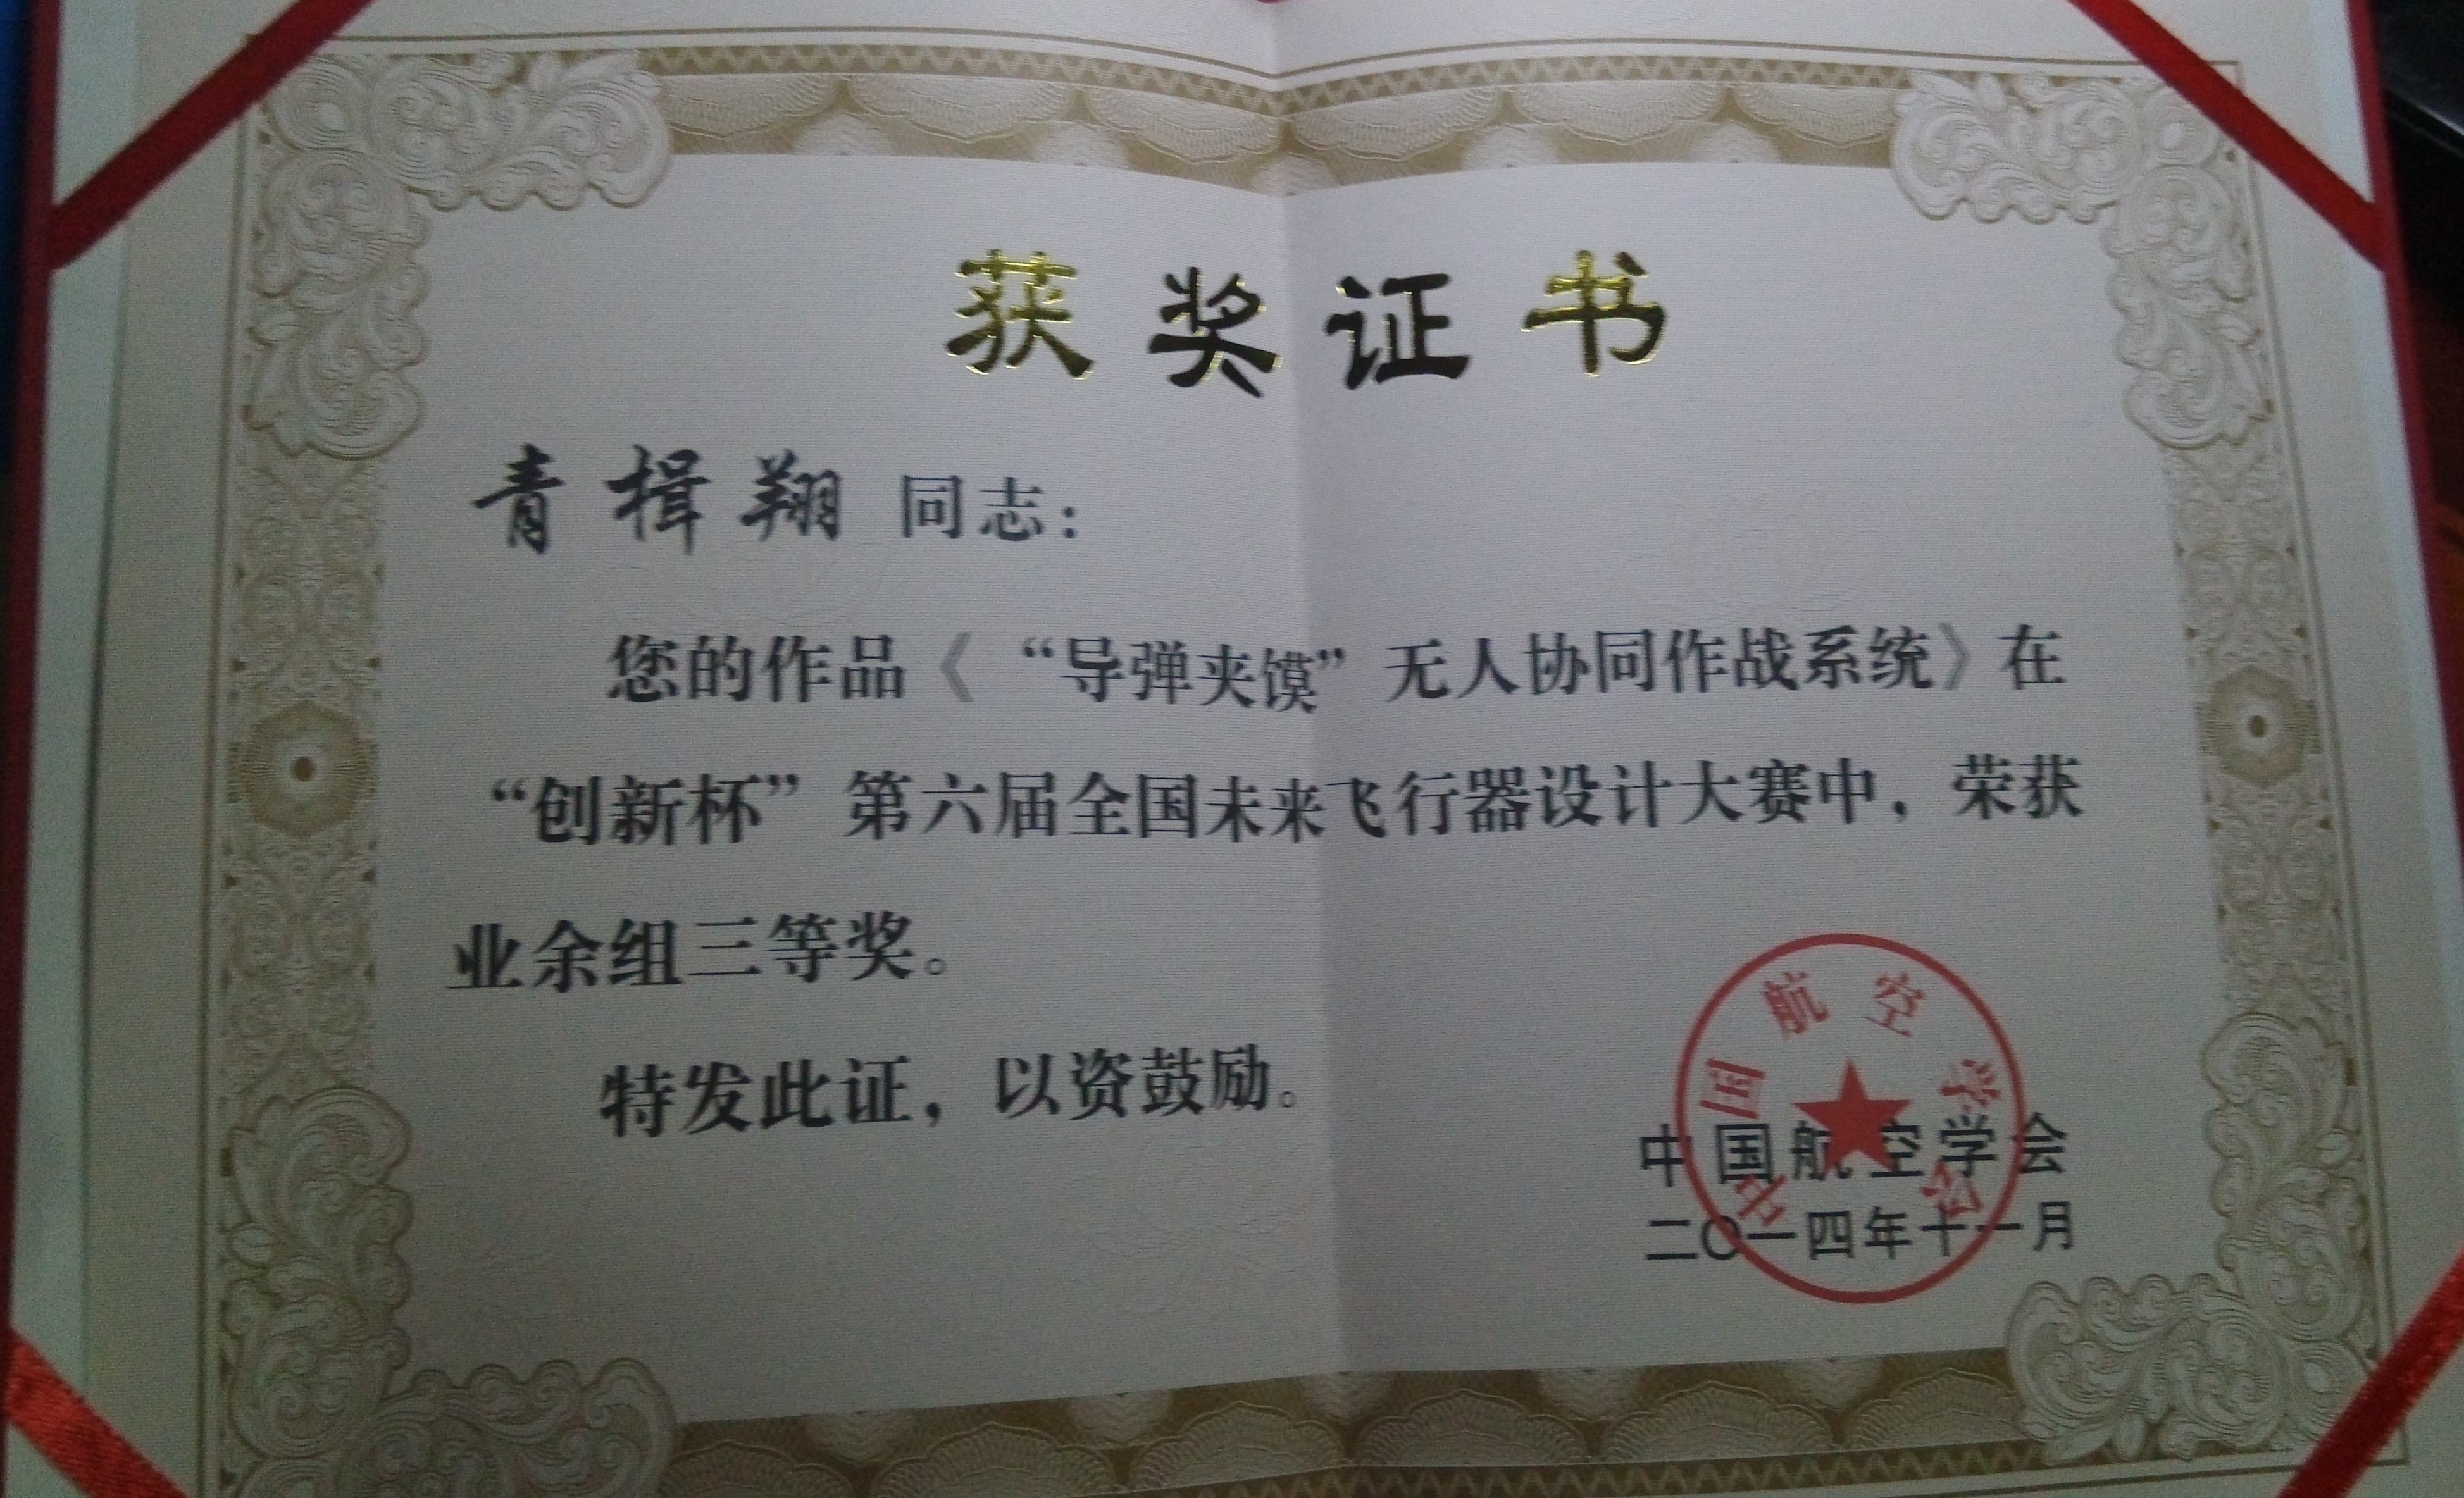 获奖证书
青楫翔 同志：
您的作品《“导弹夹馍”无人协同作战系统》在
“创新杯”第六届全国未来飞行器设计大赛中，荣获
业余组三等奖。
特发此证，以资鼓励。
中国航空学会
中国航空学会
二〇一四年十一月